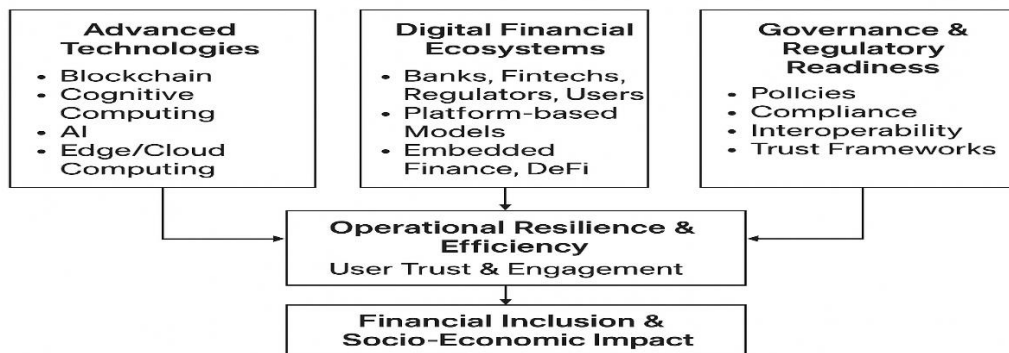 Advanced
Technologies
• Blockchain
• Cognitive
Computing
• AI
• Edge/Cloud
Computing
Digital Financial
Ecosystems
• Banks, Fintechs,
Regulators, Users
• Platform-based
Models
• Embedded
Finance, DeFi
Governance &
Regulatory
Readiness
• Policies
• Compliance
• Interoperability
• Trust Frameworks
Operational Resilience &
Efficiency
User Trust & Engagement
Financial Inclusion &
Socio-Economic Impact